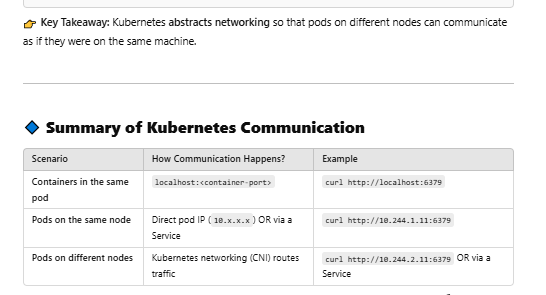 👉 Key Takeaway: Kubernetes abstracts networking so that pods on different nodes can communicate
as if they were on the same machine.
🔷 Summary of Kubernetes Communication
Scenario How Communication Happens? Example
Containers in the same
pod
localhost:<container-port>
curl http://localhost:6379
Pods on the same node
Direct pod IP (10.x.x.x) OR via a
Service
curl http://10.244.1.11:6379
Pods on different nodes
Kubernetes networking (CNI) routes
traffic
curl http://10.244.2.11:6379 OR via a
Service